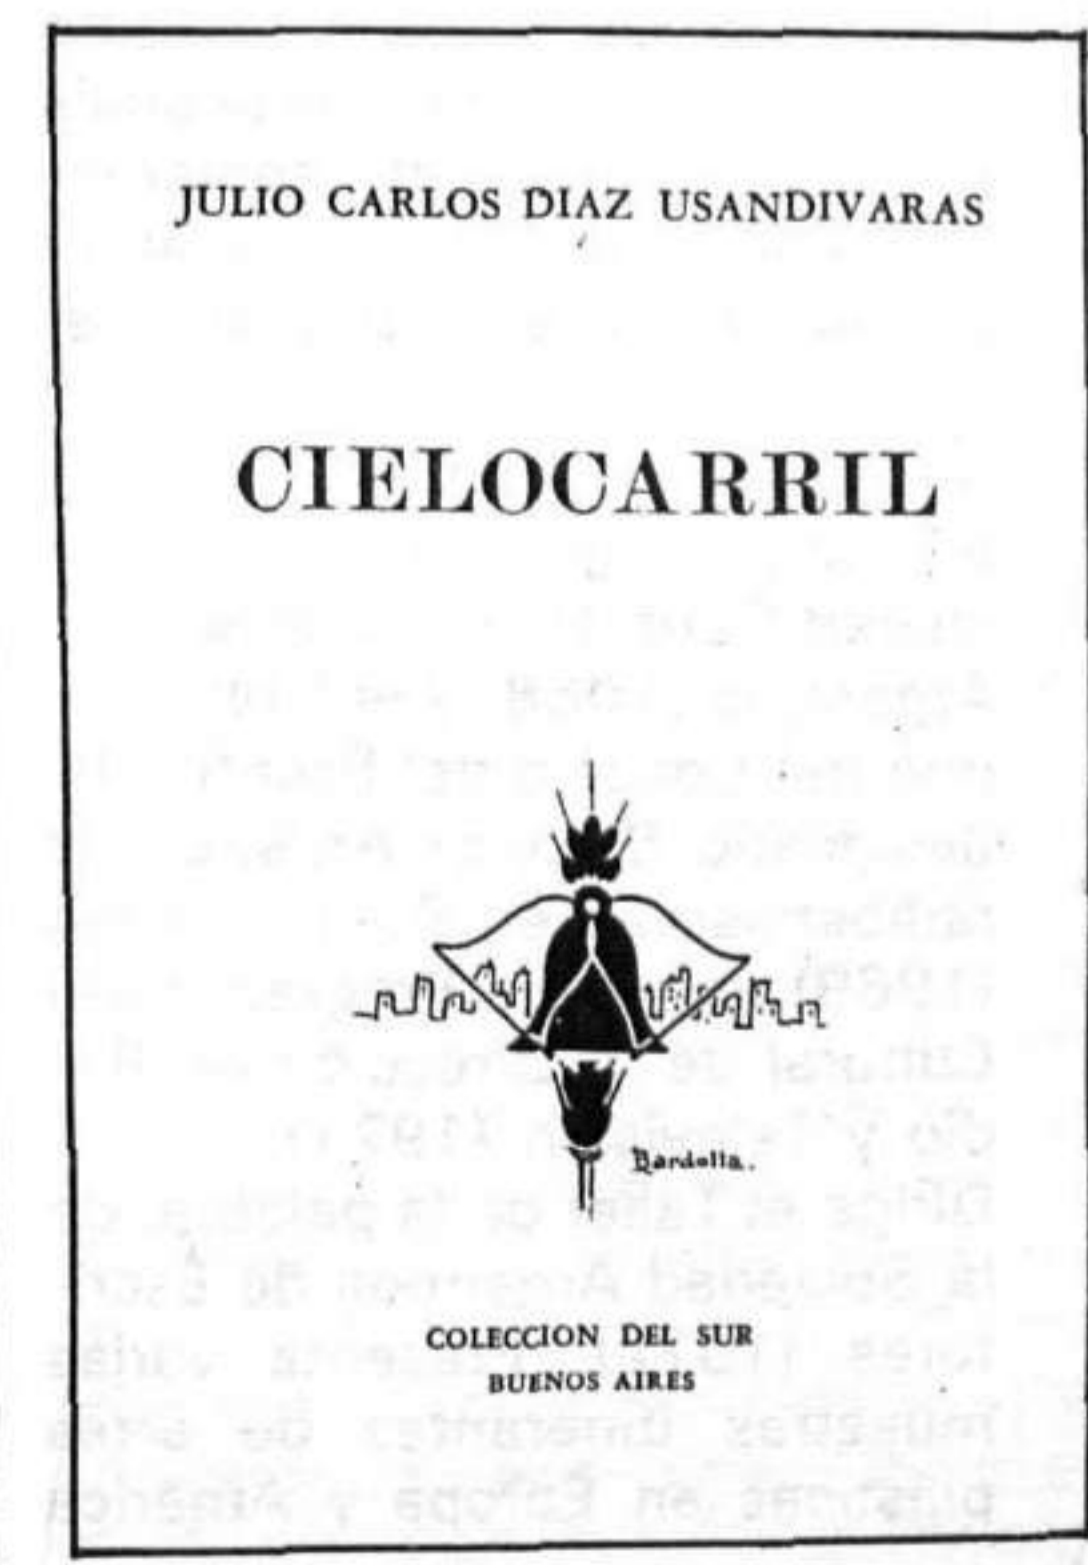 JULIO CARLOS DIAZ USANDIVARAS
CIELOCARRIL
Bardella.
COLECCION DEL SUR
BUENOS AIRES